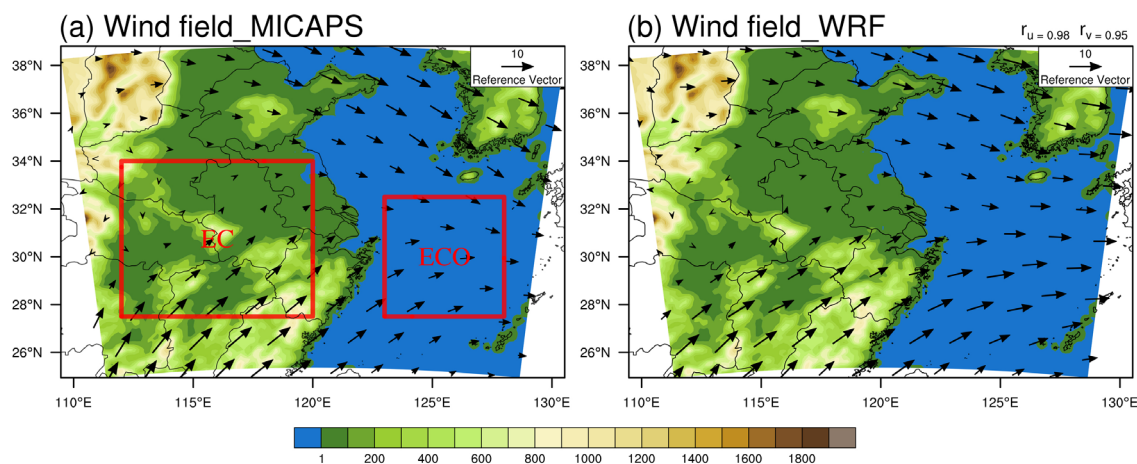 (a) Wind field_MICAPS
(b) Wind field_WRF
r_u = 0.98 r_v = 0.95
10
Reference Vector
10
Reference Vector
38°N
36°N
34°N
32°N
30°N
28°N
26°N
EC
ECO
38°N
36°N
34°N
32°N
30°N
28°N
26°N
110°E 115°E 120°E 125°E 130°E
110°E 115°E 120°E 125°E 130°E
1 200 400 600 800 1000 1200 1400 1600 1800